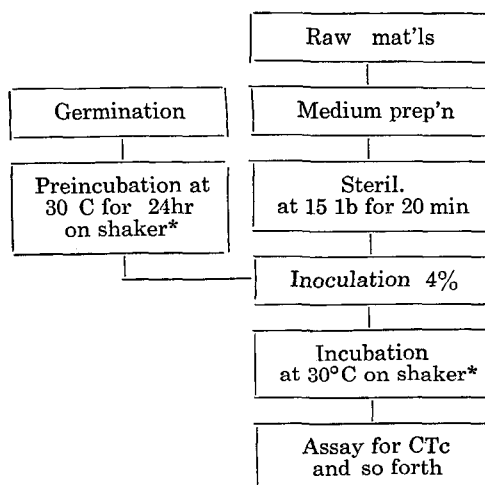 Raw mat'ls
Germination
Medium prep'n
Preincubation at
30 C for 24hr
on shaker*
Steril.
at 15 lb for 20 min
Inoculation 4%
Incubation
at 30°C on shaker*
Assay for CTc
and so forth